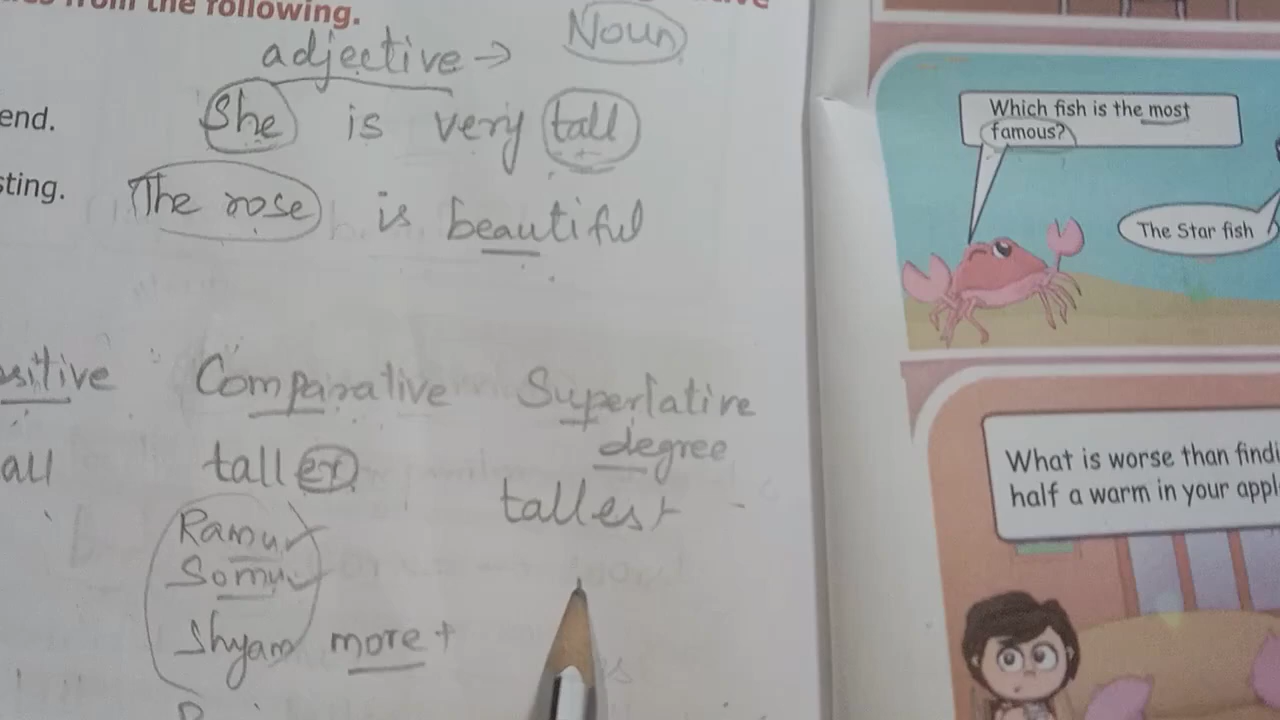 from the following.
adjective → Noun
She is very tall
end.
The rose is beautiful
sting.
sitive Comparative Superlative
degree
all taller tallest
Ramu
Somu
Shyam more +
Which fish is the most
famous?
The Star fish
What is worse than findi
half a warm in your appl